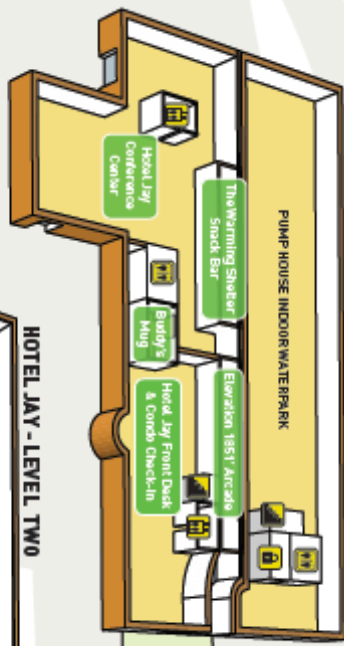 PUMP HOUSE INDOOR WATERPARK
The Warming Shelter
Snack Bar
Elevation 1851' Arcade
Hotel Jay
Conference
Center
Buddy's
Mug
Hotel Jay Front Desk
& Condo Check-In
HOTEL JAY - LEVEL TWO